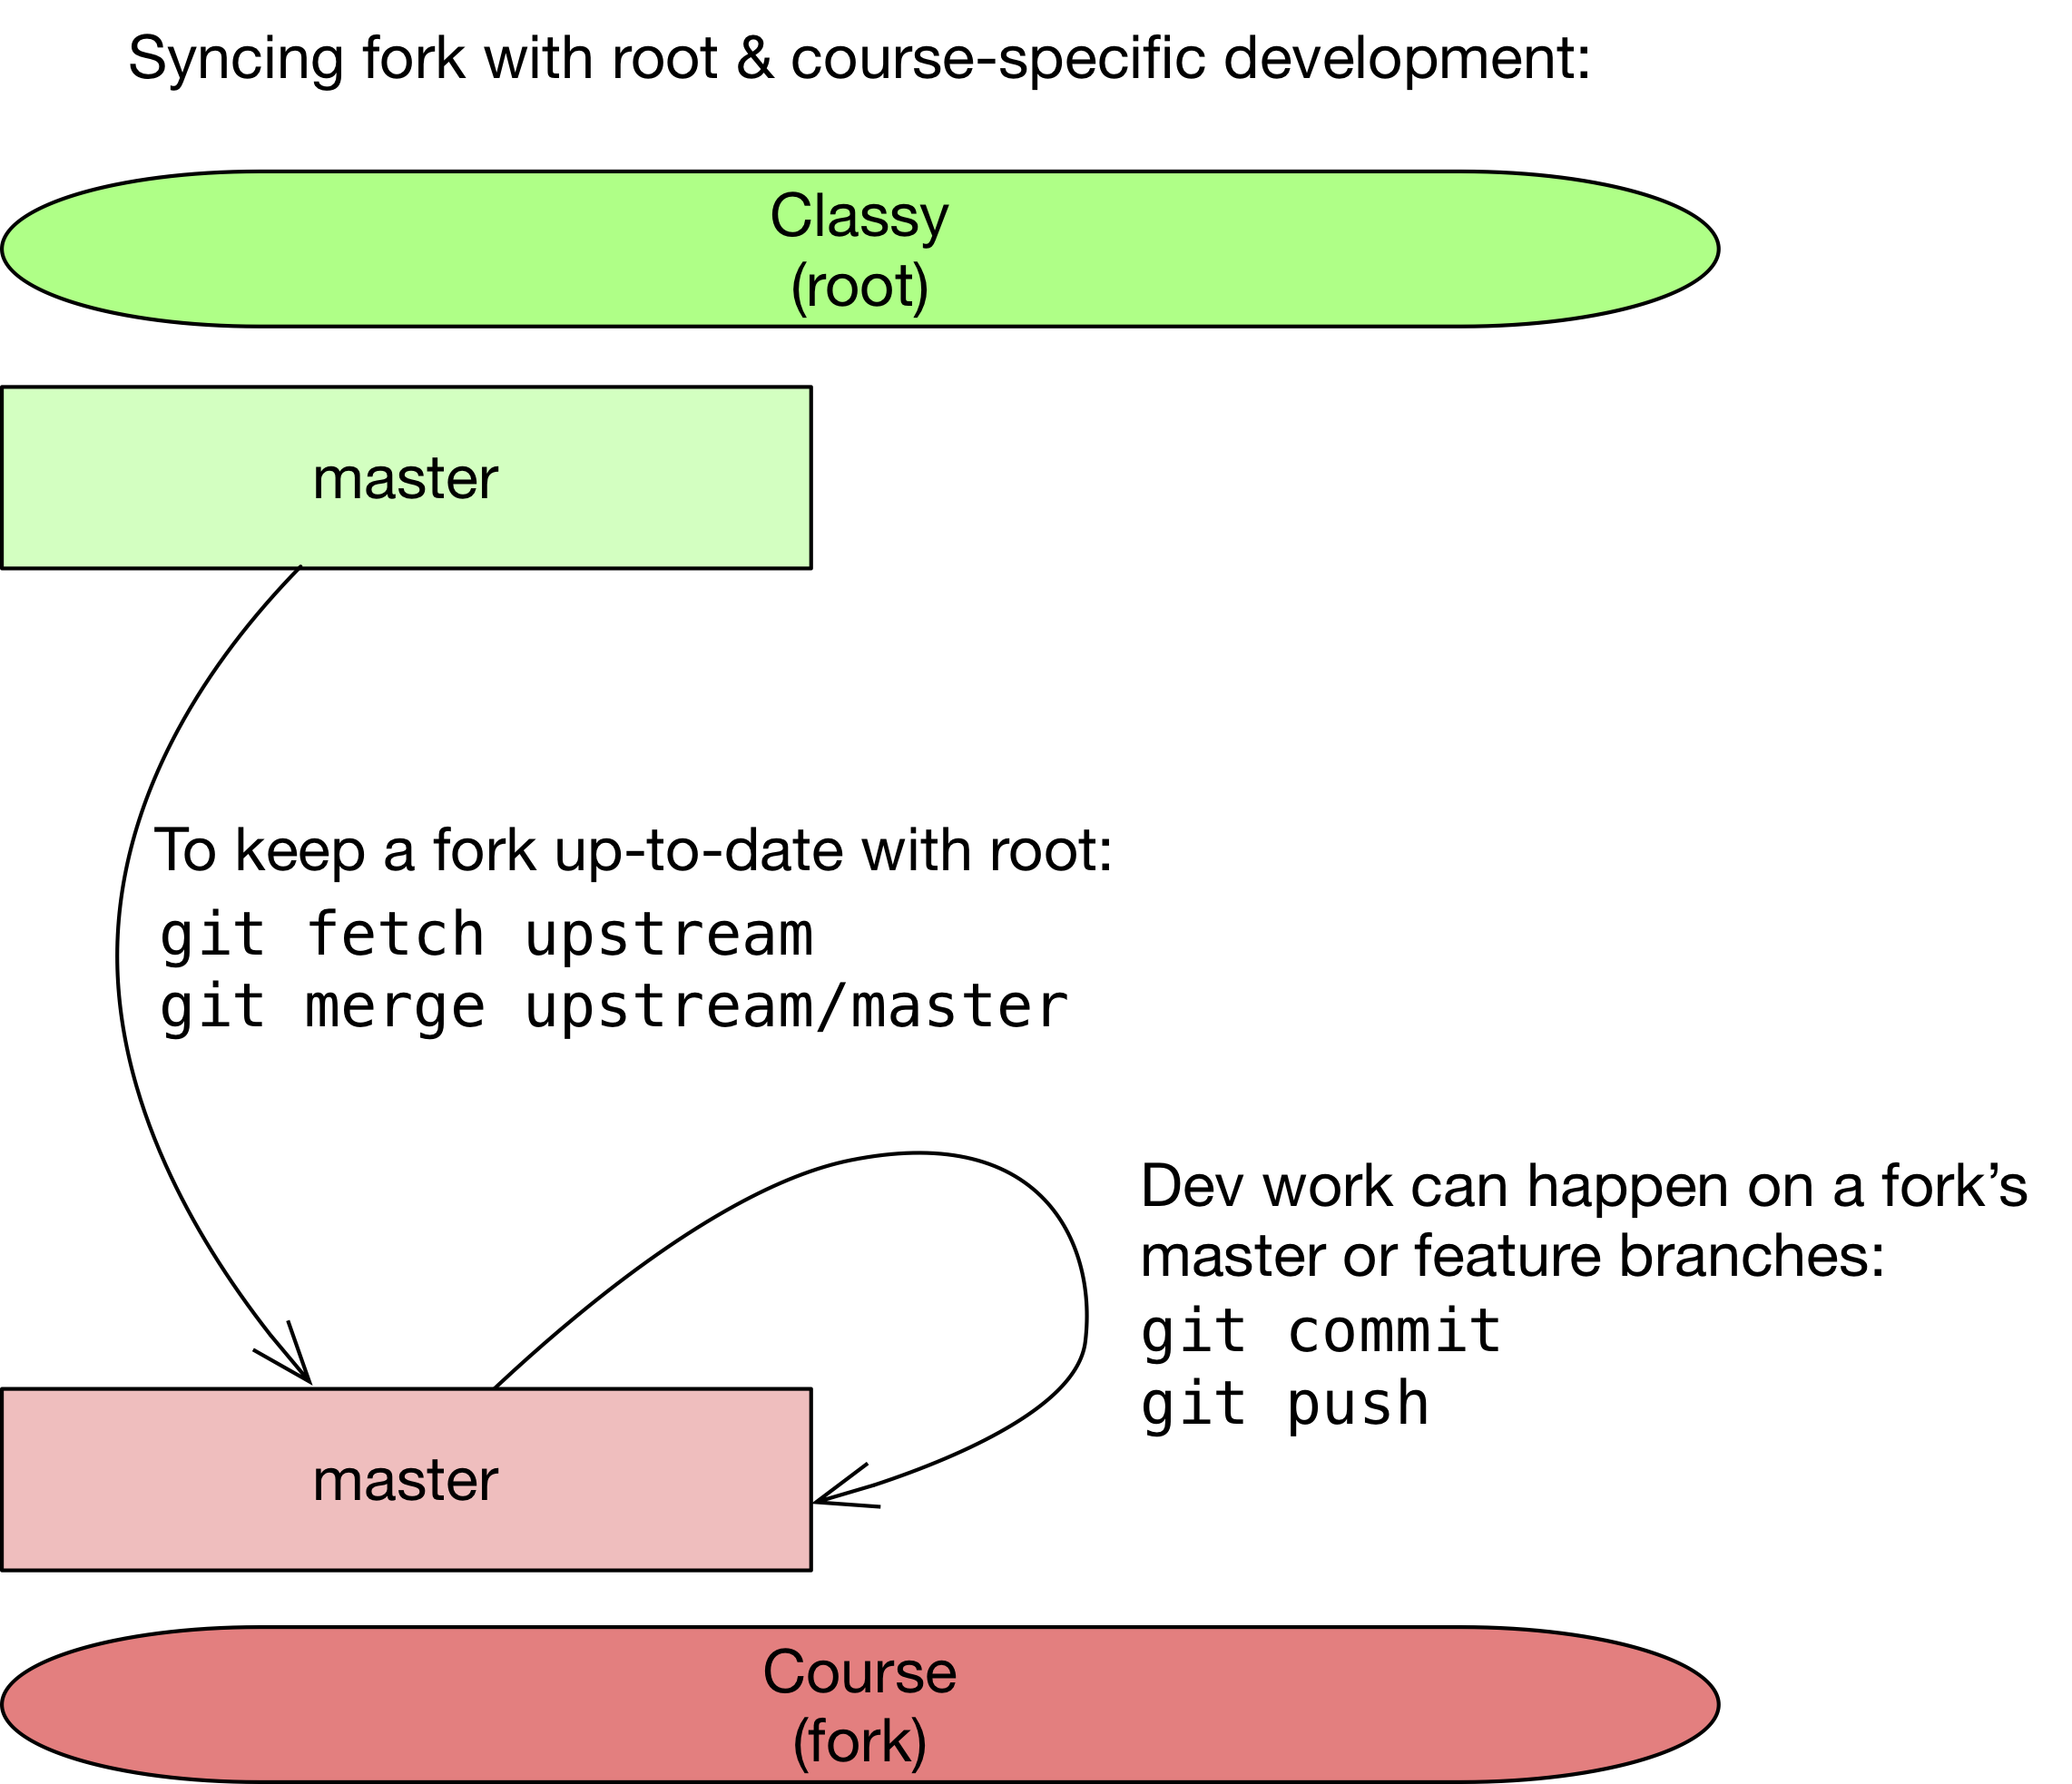 Syncing fork with root & course-specific development:
Classy
(root)
master
To keep a fork up-to-date with root:
git fetch upstream
git merge upstream/master
Dev work can happen on a fork’s
master or feature branches:
git commit
git push
master
Course
(fork)